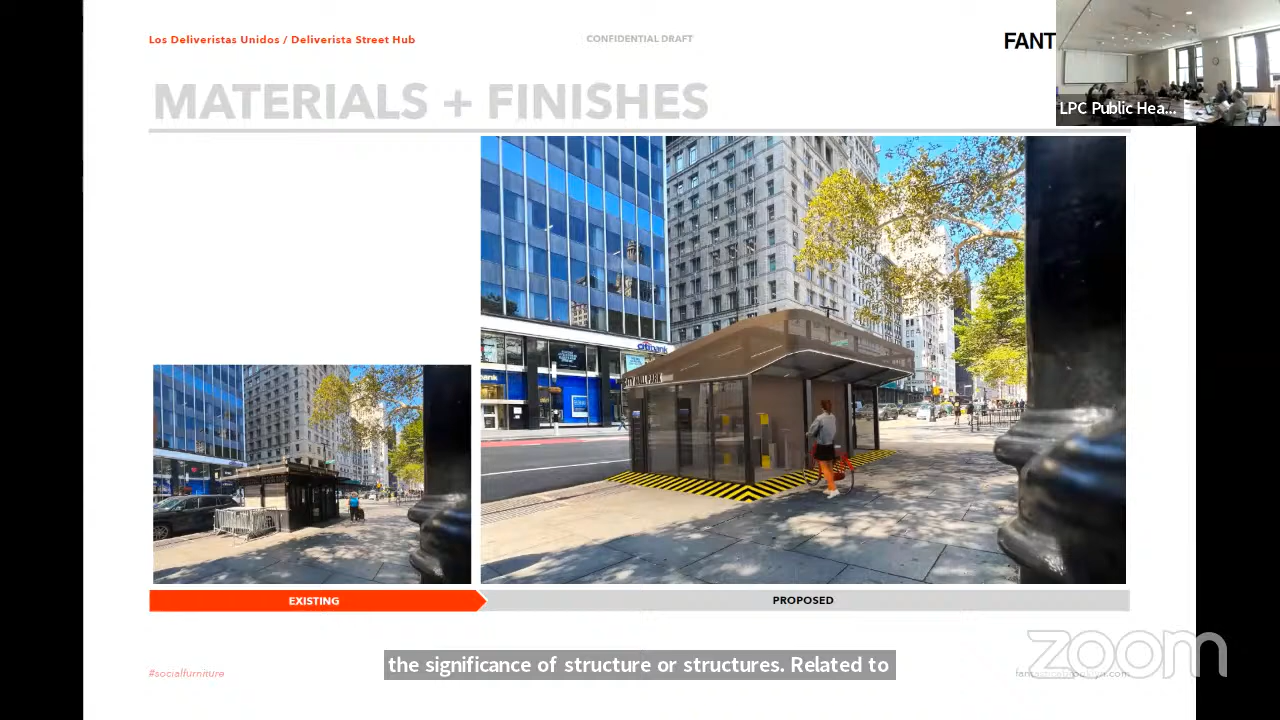 Los Deliveristas Unidos / Deliverista Street Hub
CONFIDENTIAL DRAFT
FANT
LPC Public Hea...
MATERIALS + FINISHES
citibank
CITY HALL PARK
EXISTING
PROPOSED
the significance of structure or structures. Related to
#socialfurniture
zoom